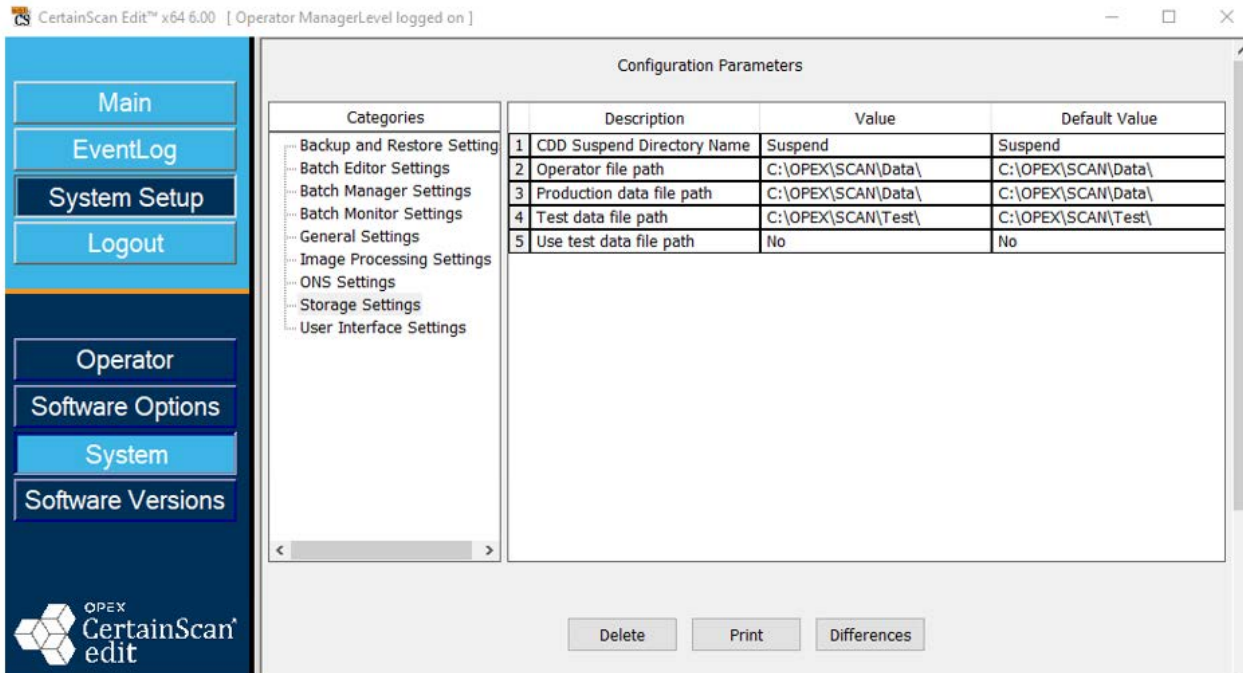 CertainScan Edit™ x64 6.00 [ Operator ManagerLevel logged on ]
Main
EventLog
System Setup
Logout
Operator
Software Options
System
Software Versions
OPEX
CertainScan
edit
Configuration Parameters
Categories
Backup and Restore Setting
Batch Editor Settings
Batch Manager Settings
Batch Monitor Settings
General Settings
Image Processing Settings
ONS Settings
Storage Settings
User Interface Settings
Description Value Default Value
1 CDD Suspend Directory Name Suspend Suspend
2 Operator file path C:\OPEX\SCAN\Data\ C:\OPEX\SCAN\Data\
3 Production data file path C:\OPEX\SCAN\Data\ C:\OPEX\SCAN\Data\
4 Test data file path C:\OPEX\SCAN\Test\ C:\OPEX\SCAN\Test\
5 Use test data file path No No
Delete Print Differences